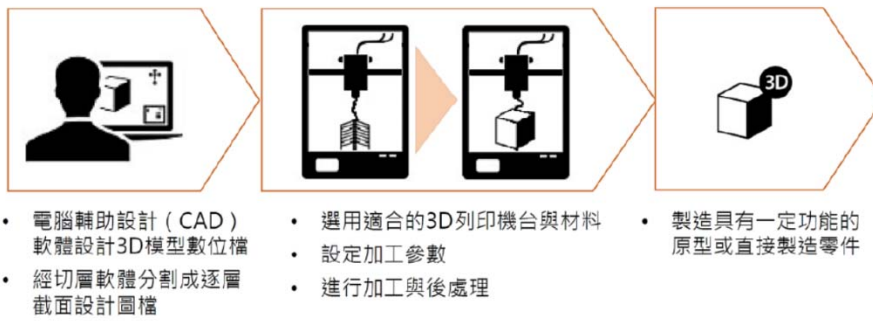 3D
• 電腦輔助設計（CAD）
軟體設計3D模型數位檔
• 經切層軟體分割成逐層
截面設計圖檔
• 選用適合的3D列印機台與材料
• 設定加工參數
• 進行加工與後處理
• 製造具有一定功能的
原型或直接製造零件